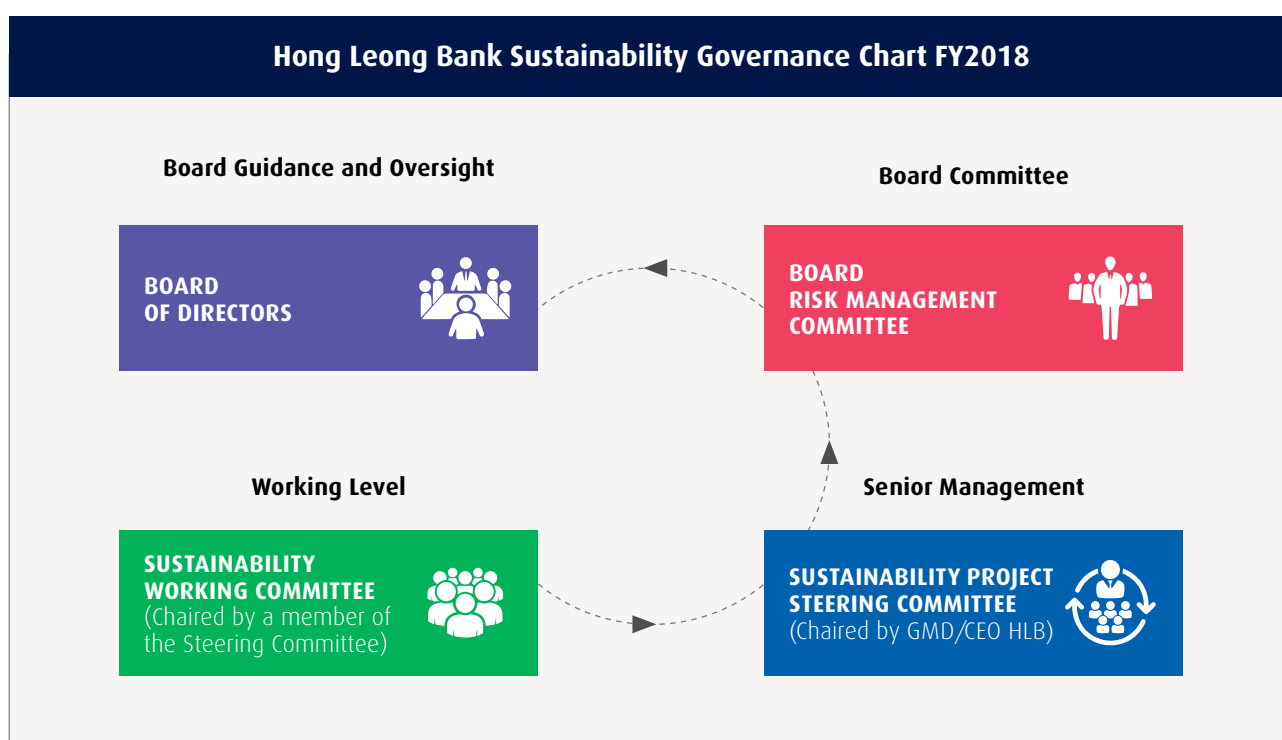 Hong Leong Bank Sustainability Governance Chart FY2018
Board Guidance and Oversight
BOARD
OF DIRECTORS
Board Committee
BOARD
RISK MANAGEMENT
COMMITTEE
Working Level
SUSTAINABILITY
WORKING COMMITTEE
(Chaired by a member of
the Steering Committee)
Senior Management
SUSTAINABILITY PROJECT
STEERING COMMITTEE
(Chaired by GMD/CEO HLB)